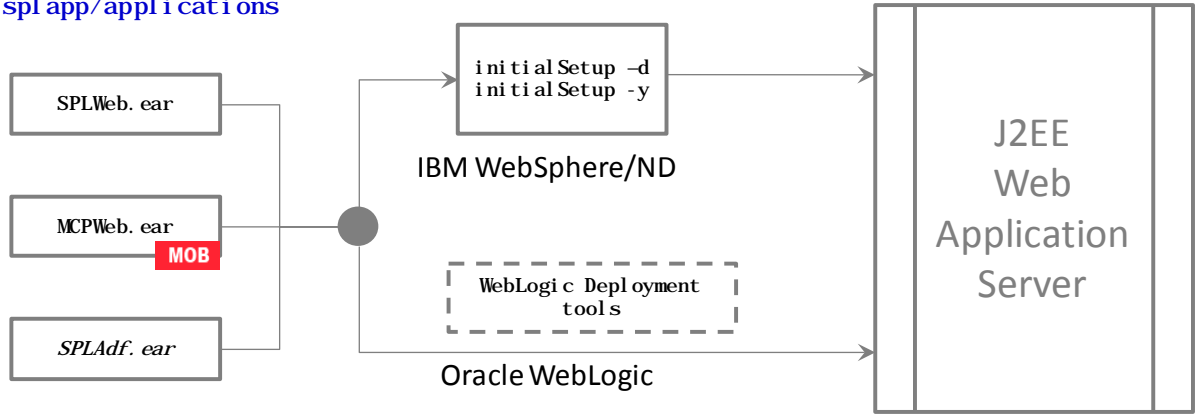 splapp/applications
SPLWeb.ear
MCPWeb.ear
MOB
SPLAdf.ear
initialSetup –d
initialSetup -y
IBM WebSphere/ND
WebLogic Deployment
tools
Oracle WebLogic
J2EE
Web
Application
Server